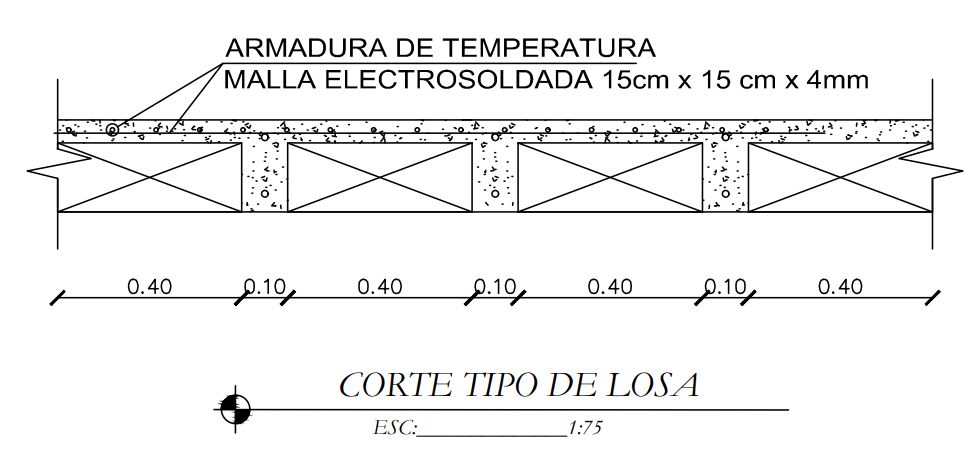 ARMADURA DE TEMPERATURA
MALLA ELECTROSOLDADA 15cm x 15 cm x 4mm
0.40 0.10 0.40 0.10 0.40 0.10 0.40
CORTE TIPO DE LOSA
ESC:______________1:75